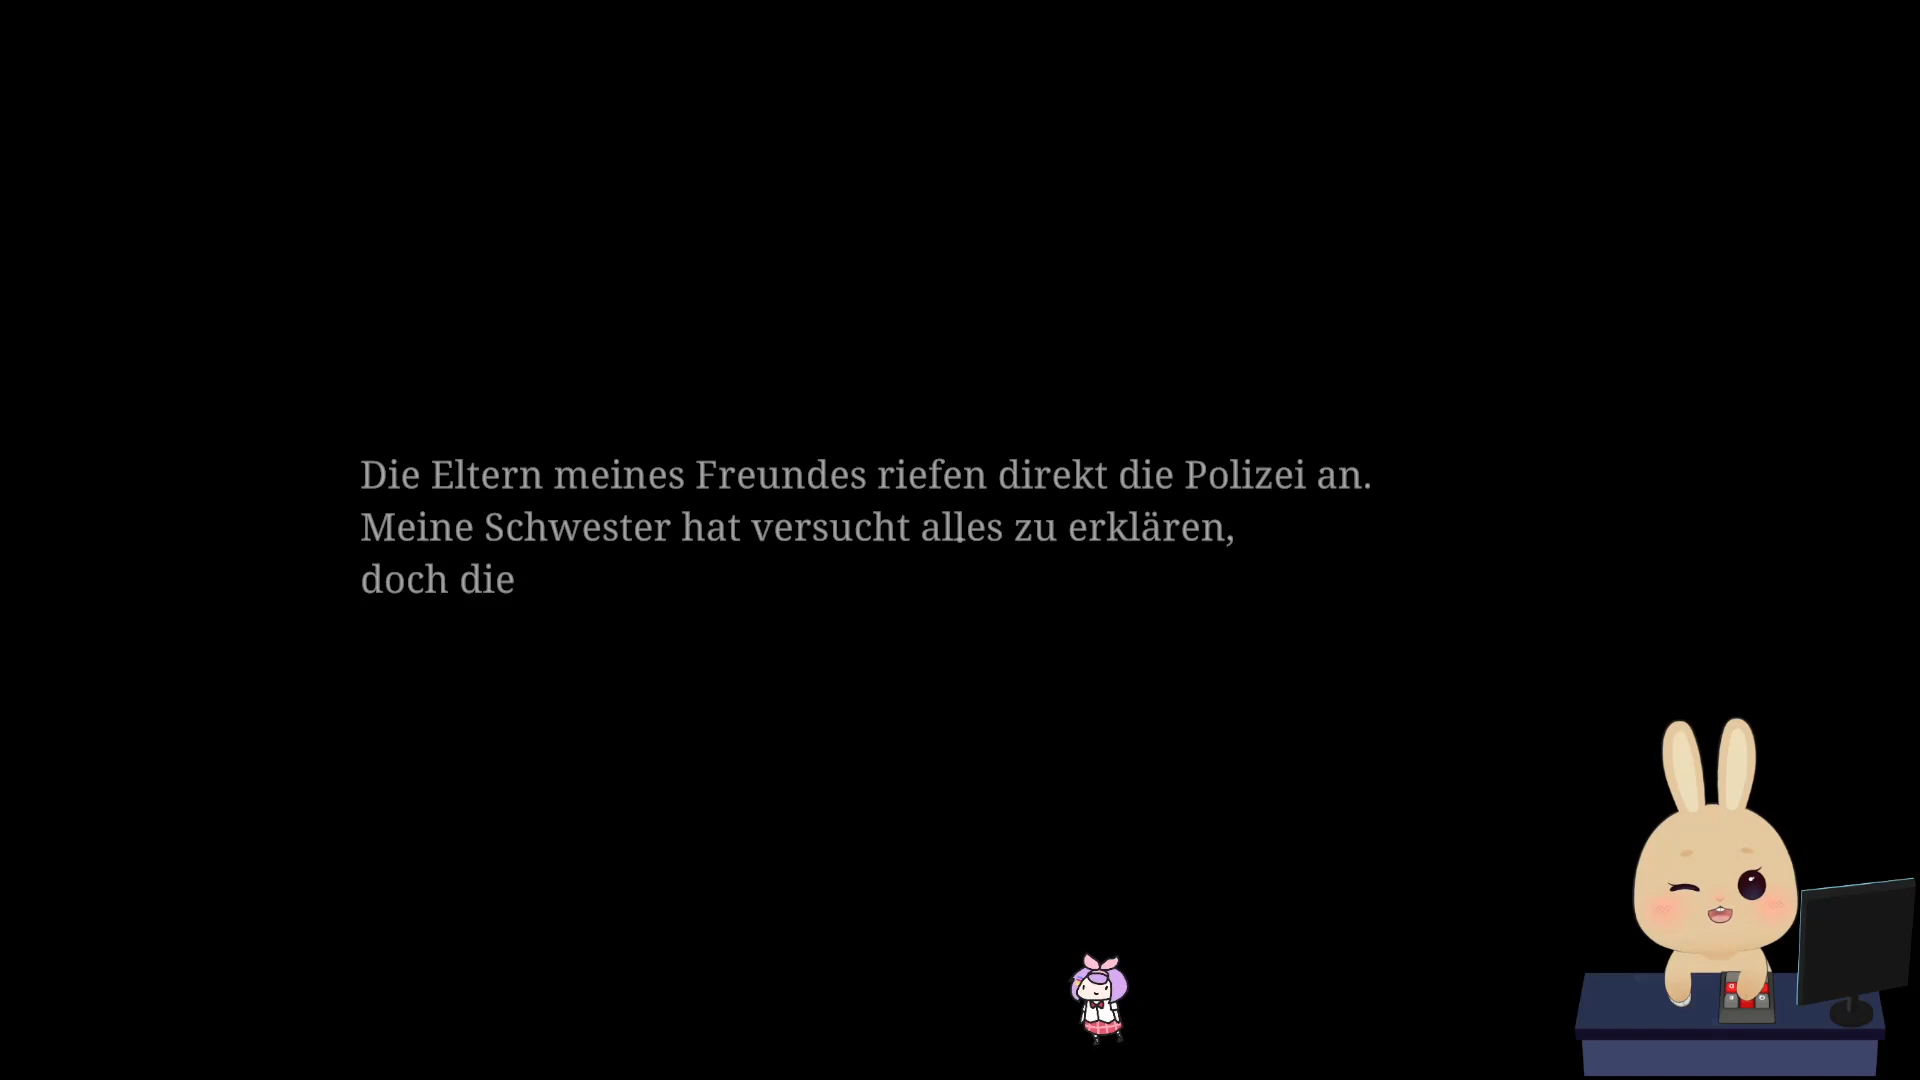 Die Eltern meines Freundes riefen direkt die Polizei an.
Meine Schwester hat versucht alles zu erklären,
doch die